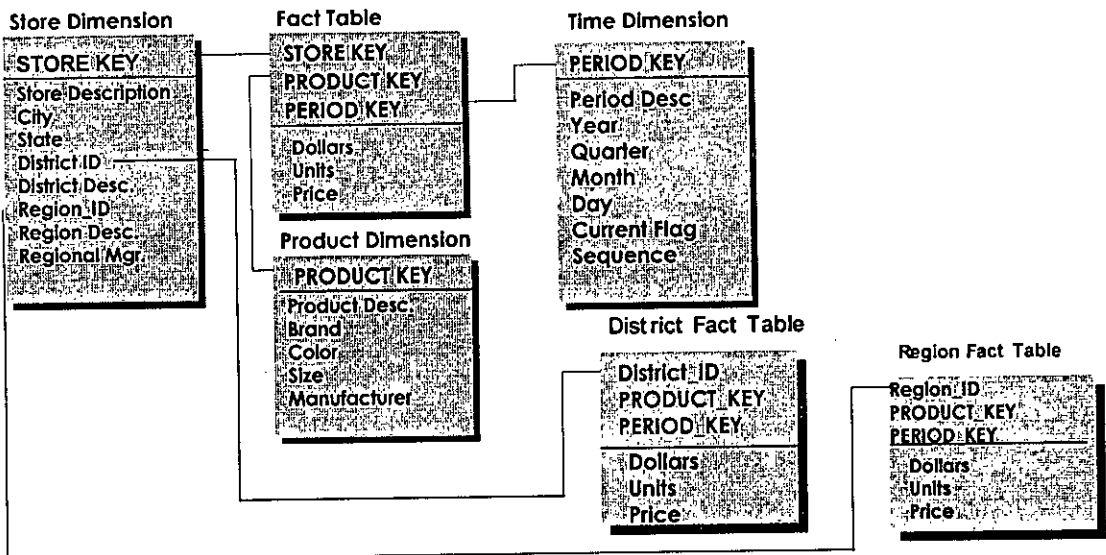 Store Dimension
STORE KEY
Store Description
City
State
District ID
District Desc.
Region_ID
Region Desc.
Regional Mgr.
Fact Table
STORE KEY
PRODUCT KEY
PERIOD KEY
Dollars
Units
Price
Product Dimension
PRODUCT KEY
Product Desc.
Brand
Color
Size
Manufacturer
Time Dimension
PERIOD KEY
Period Desc
Year
Quarter
Month
Day
Current Flag
Sequence
District Fact Table
District_ID
PRODUCT_KEY
PERIOD_KEY
Dollars
Units
Price
Region Fact Table
Region_ID
PRODUCT_KEY
PERIOD_KEY
Dollars
Units
Price